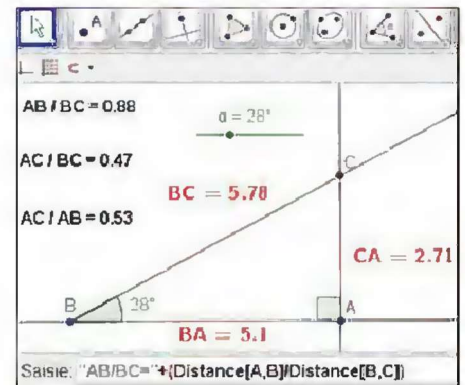 A
AB / BC = 0.88
α = 28°
C
AC / BC = 0.47
BC = 5.78
AC / AB = 0.53
CA = 2.71
B
28°
A
BA = 5.1
Saisie: "AB/BC="+(Distance[A,B]/Distance[B,C])